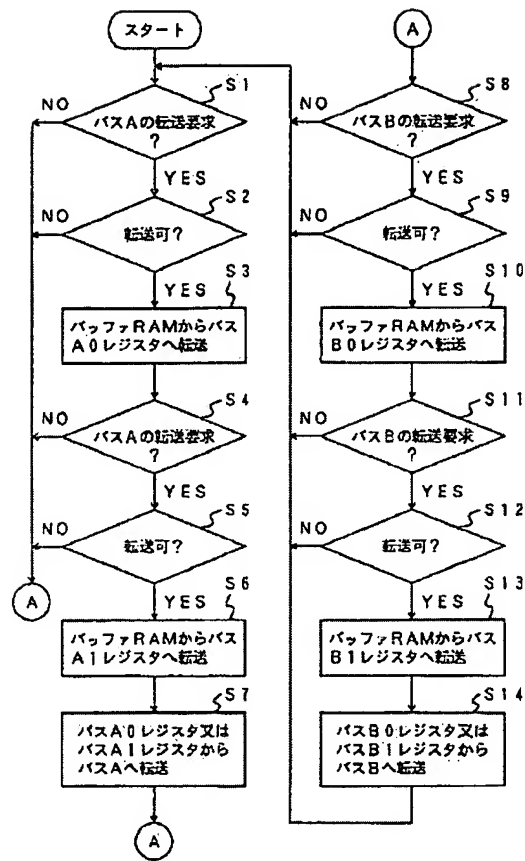 スタート
S1
バスAの転送要求
?
NO
YES
S2
転送可?
NO
YES
S3
バッファRAMからバス
A0レジスタへ転送
S4
バスAの転送要求
?
NO
YES
S5
転送可?
NO
YES
A
S6
バッファRAMからバス
A1レジスタへ転送
S7
バスA0レジスタ又は
バスA1レジスタから
バスAへ転送
A
A
S8
バスBの転送要求
?
NO
YES
S9
転送可?
NO
YES
S10
バッファRAMからバス
B0レジスタへ転送
S11
バスBの転送要求
?
NO
YES
S12
転送可?
NO
YES
S13
バッファRAMからバス
B1レジスタへ転送
S14
バスB0レジスタ又は
バスB1レジスタから
バスBへ転送